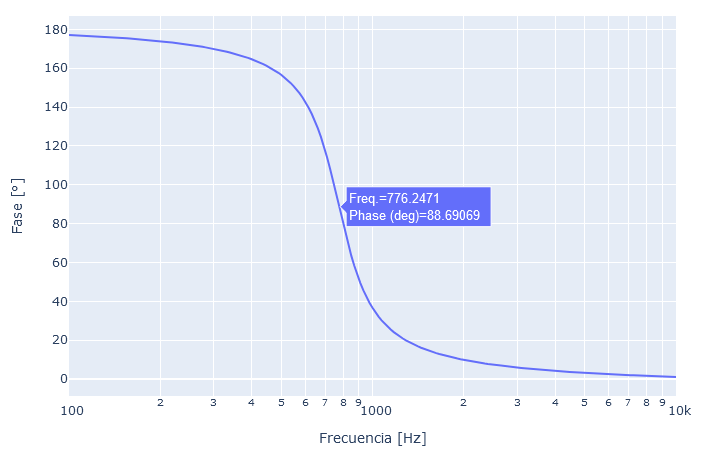 180
160
140
120
100
80
60
40
20
0
Fase [°]
Freq.=776.2471
Phase (deg)=88.69069
100 2 3 4 5 6 7 8 9 1000 2 3 4 5 6 7 8 9 10k
Frecuencia [Hz]